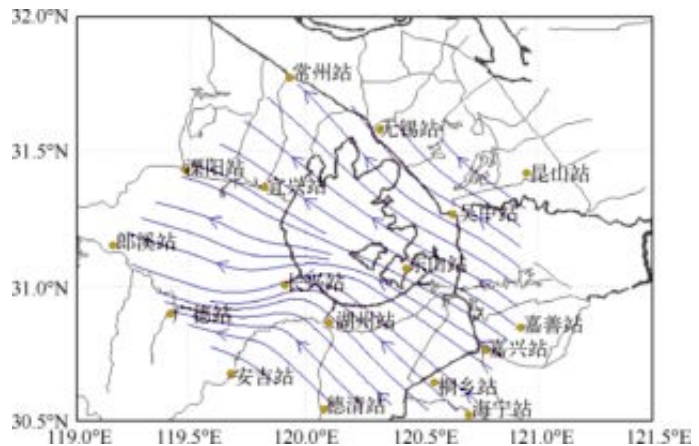 32.0°N
常州站
无锡站
31.5°N
溧阳站
宜兴站
昆山站
吴中站
郎溪站
东山站
31.0°N
长兴站
广德站
湖州站
嘉善站
嘉兴站
安吉站
桐乡站
德清站
海宁站
30.5°N
119.0°E 119.5°E 120.0°E 120.5°E 121.0°E 121.5°E